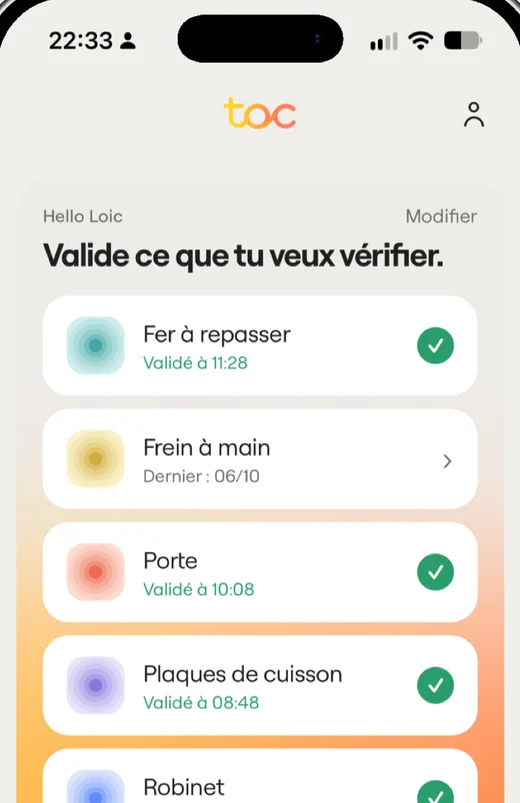 22:33
toc
Hello Loic
Modifier
Valide ce que tu veux vérifier.
Fer à repasser
Validé à 11:28
Frein à main
Dernier : 06/10
Porte
Validé à 10:08
Plaques de cuisson
Validé à 08:48
Robinet